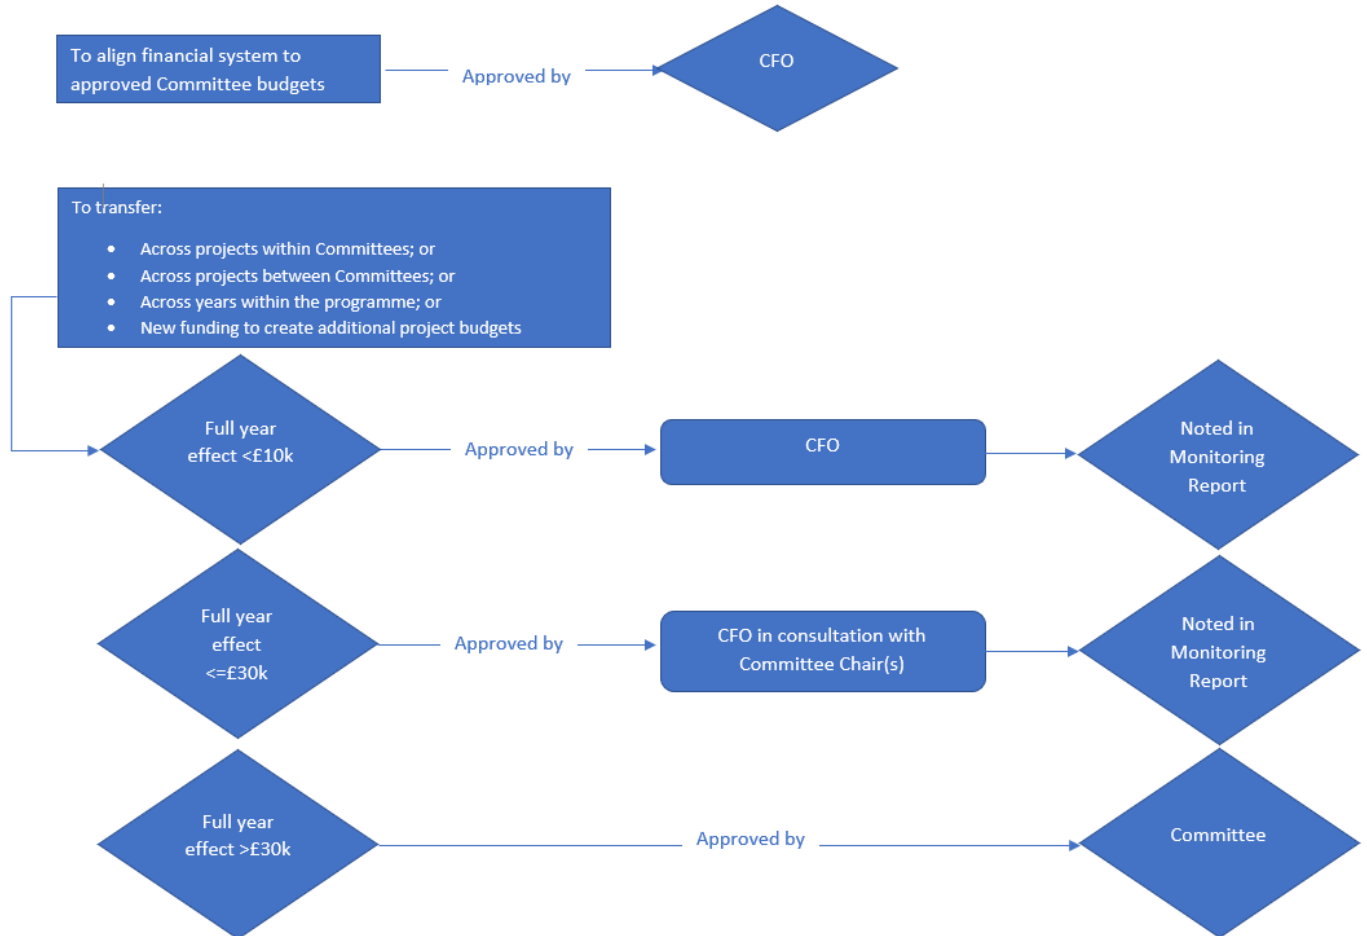 To align financial system to
approved Committee budgets
Approved by
CFO
To transfer:
• Across projects within Committees; or
• Across projects between Committees; or
• Across years within the programme; or
• New funding to create additional project budgets
Full year
effect <£10k
Approved by
CFO
Noted in
Monitoring
Report
Full year
effect
<=£30k
Approved by
CFO in consultation with
Committee Chair(s)
Noted in
Monitoring
Report
Full year
effect >£30k
Approved by
Committee